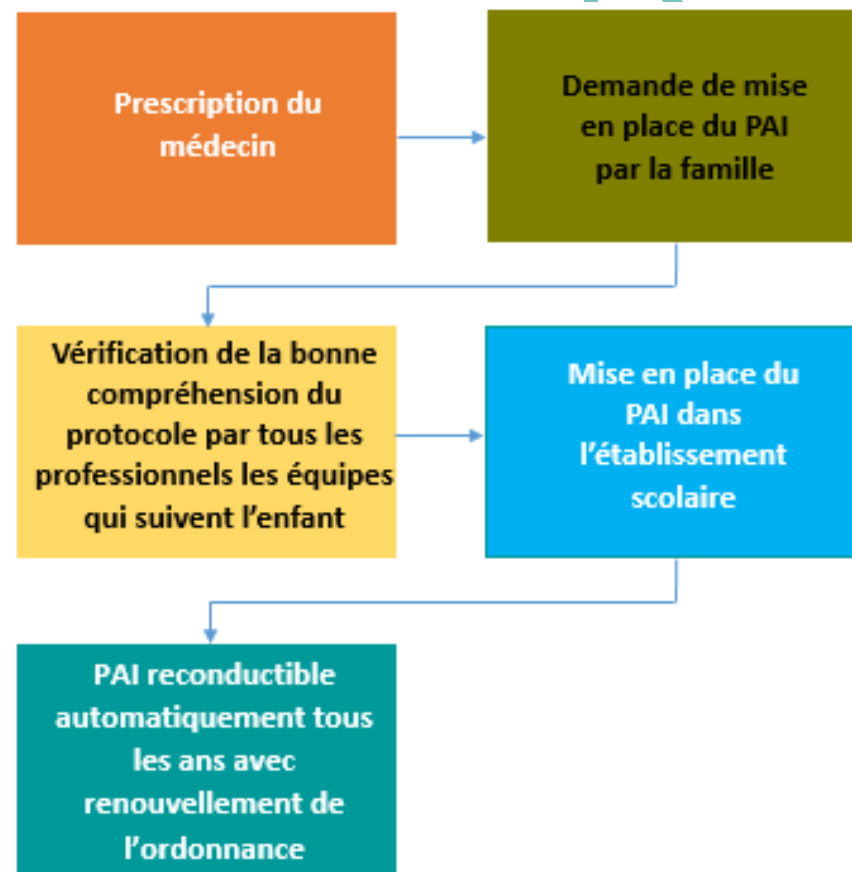 Prescription du
médecin
Demande de mise
en place du PAI
par la famille
Vérification de la bonne
compréhension du
protocole par tous les
professionnels les équipes
qui suivent l'enfant
Mise en place du
PAI dans
l'établissement
scolaire
PAI reconductible
automatiquement tous
les ans avec
renouvellement de
l'ordonnance